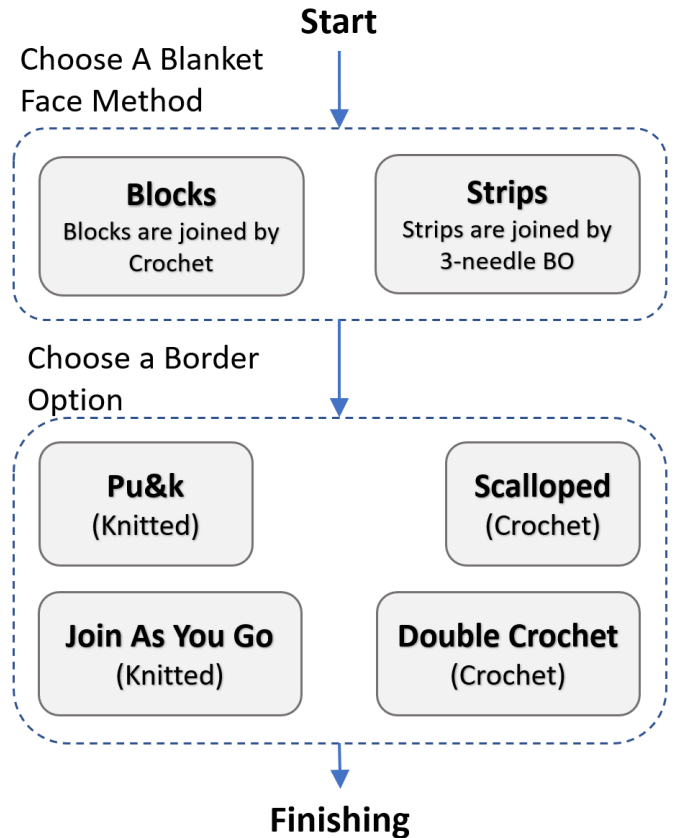 Start
Choose A Blanket
Face Method
Blocks
Blocks are joined by
Crochet
Strips
Strips are joined by
3-needle BO
Choose a Border
Option
Pu&k
(Knitted)
Scalloped
(Crochet)
Join As You Go
(Knitted)
Double Crochet
(Crochet)
Finishing